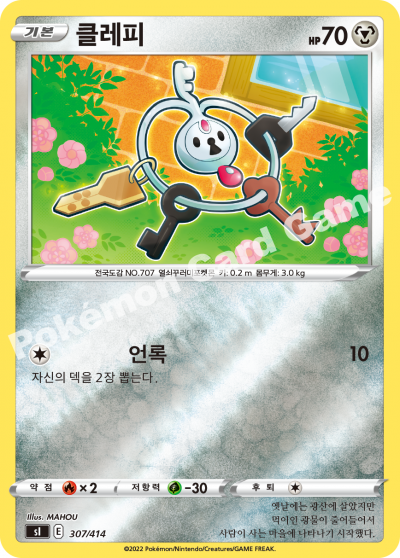 기본 클레피 HP 70
전국도감 NO.707 열쇠꾸러미포켓몬 키: 0.2 m 몸무게: 3.0 kg
언록 10
자신의 덱을 2장 뽑는다.
약점 × 2 저항력 -30 후퇴
Illus. MAHOU
sI E 307/414
옛날에는 광산에 살았지만
먹이인 광물이 줄어들어서
사람이 사는 마을에 나타나기 시작했다.
©2022 Pokémon/Nintendo/Creatures/GAME FREAK.
Pokémon Card Game